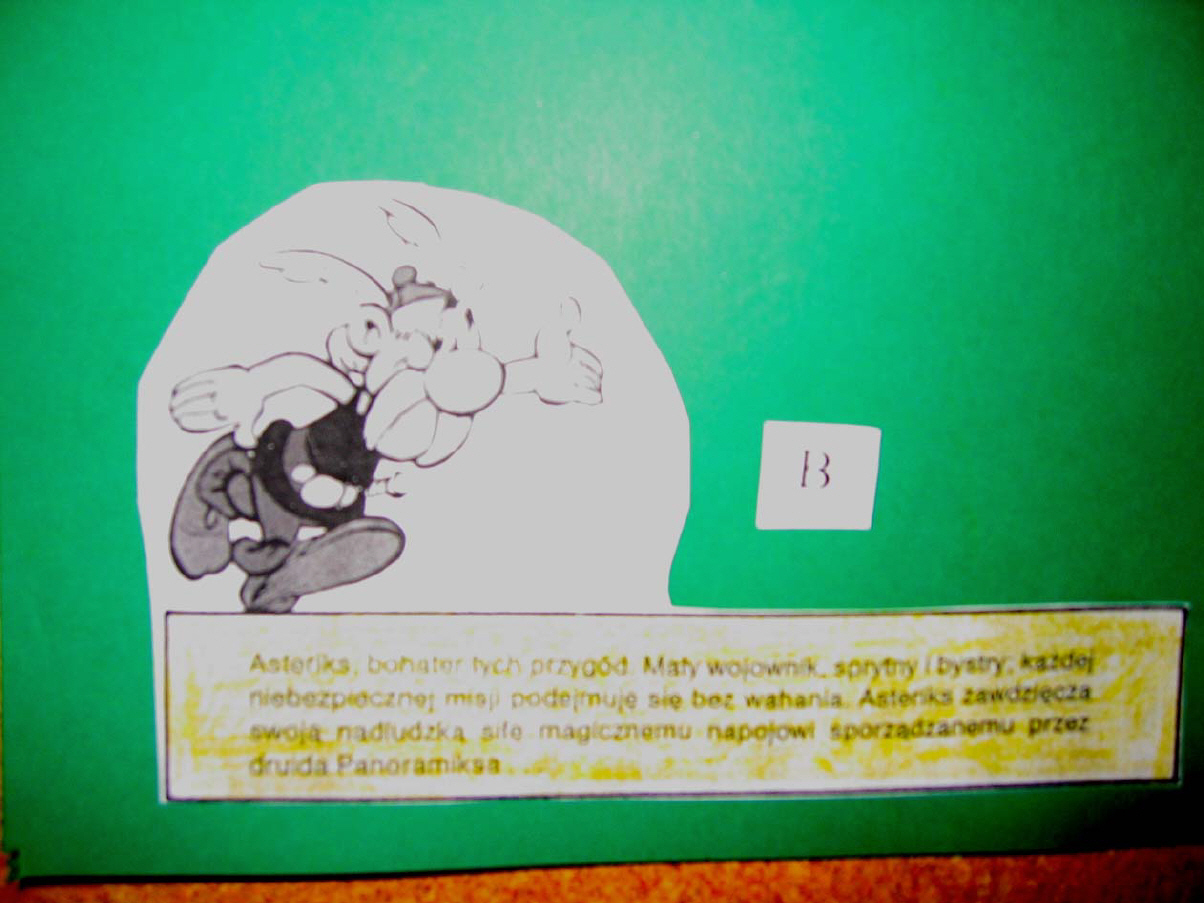 B
Asteriks, bohater tych przygód. Mały wojownik, sprytny i bystry, każdej
niebezpiecznej misji podejmuje się bez wahania. Asteriks zawdzięcza
swoją nadludzką siłę magicznemu napojowi sporządzanemu przez
druida Panoramiksa...